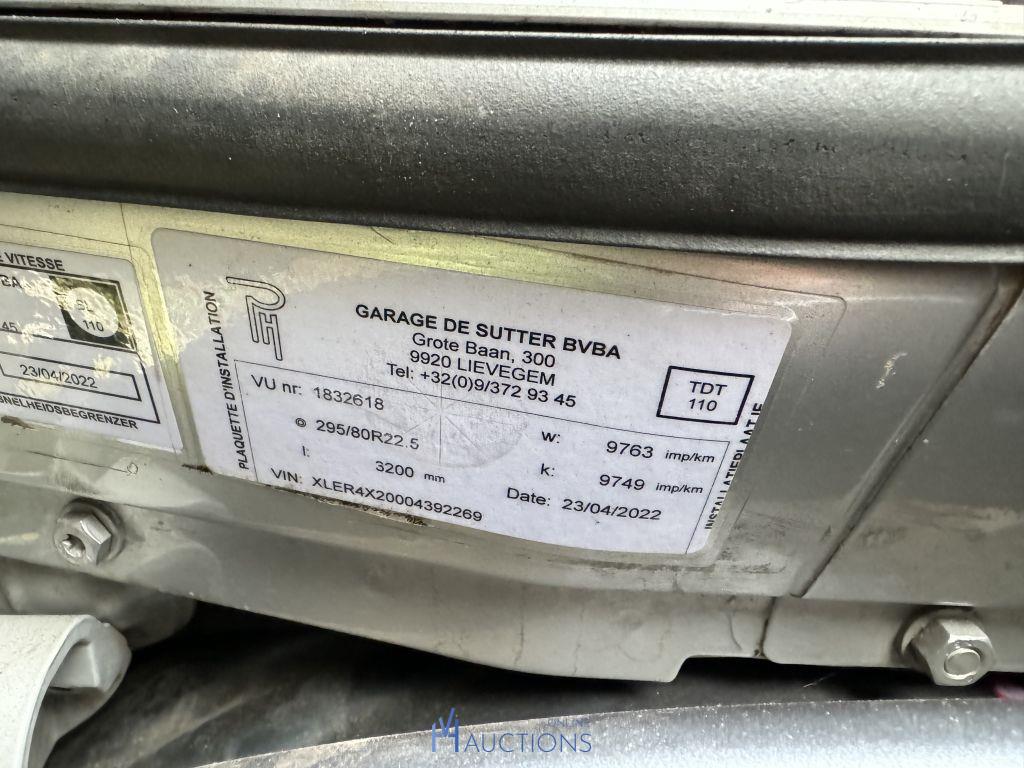 E VITESSE
BA
110
45
23/04/2022
SNELHEIDSBEGRENZER
PLAQUETTE D'INSTALLATION
GARAGE DE SUTTER BVBA
Grote Baan, 300
9920 LIEVEGEM
Tel: +32(0)9/372 93 45
TDT
110
VU nr: 1832618
295/80R22.5
w: 9763 imp/km
l: 3200 mm
k: 9749 imp/km
VIN: XLER4X20004392269
Date: 23/04/2022
INSTALLATIEPLAATJE
ONLINE
AUCTIONS